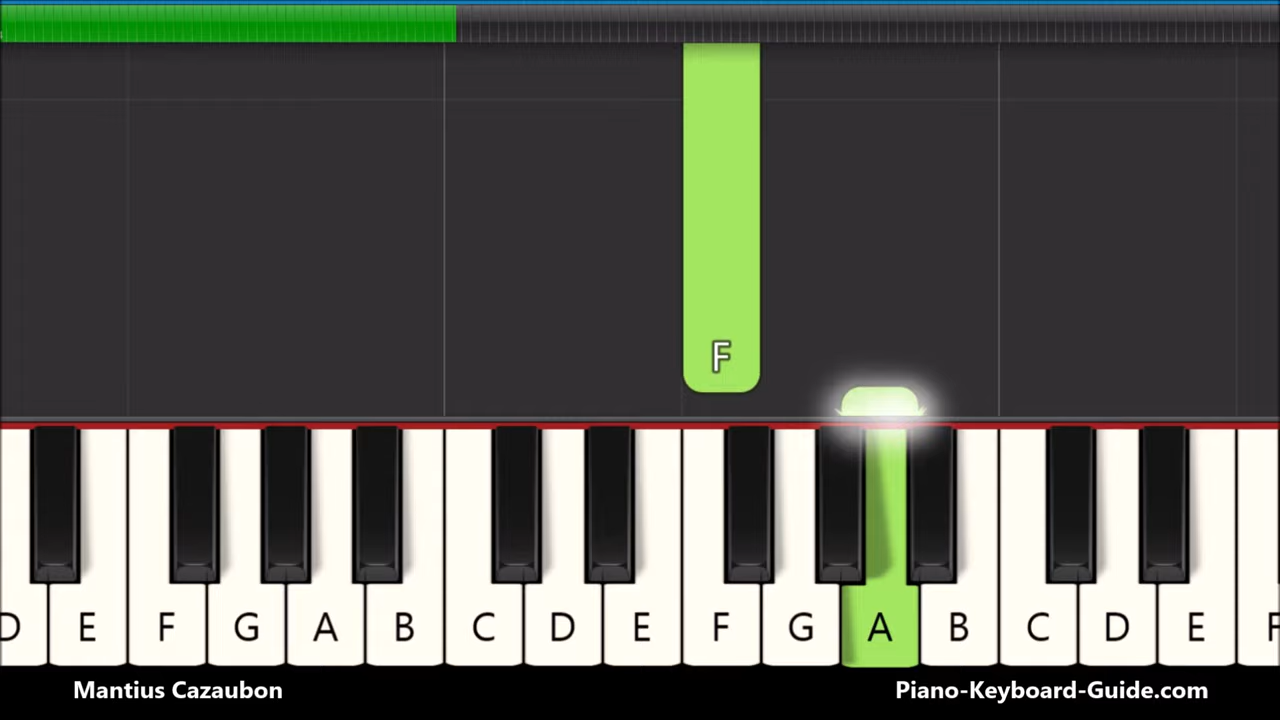 F
D E F G A B C D E F G A B C D E F
Mantius Cazaubon Piano-Keyboard-Guide.com